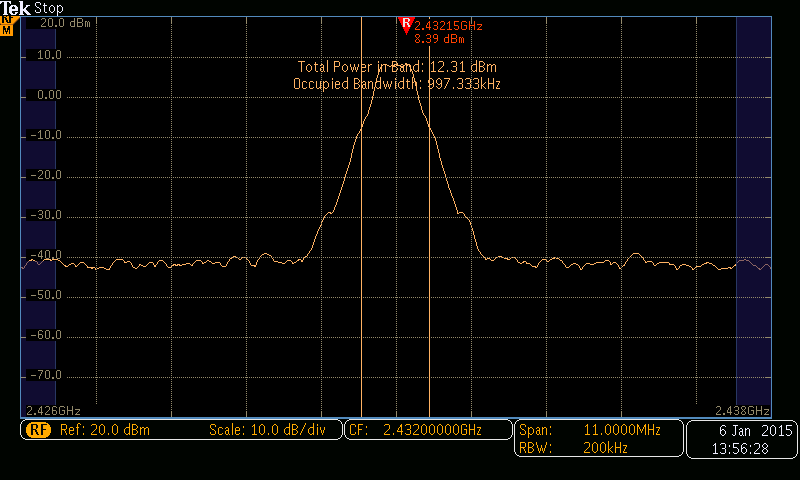 Tek Stop
RF
M
20.0 dBm
R
2.43215GHz
8.39 dBm
10.0
Total Power in Band: 12.31 dBm
Occupied Bandwidth: 997.333kHz
0.00
-10.0
-20.0
-30.0
-40.0
-50.0
-60.0
-70.0
2.426GHz
2.438GHz
RF Ref: 20.0 dBm Scale: 10.0 dB/div
CF: 2.43200000GHz
Span: 11.0000MHz
RBW: 200kHz
6 Jan 2015
13:56:28